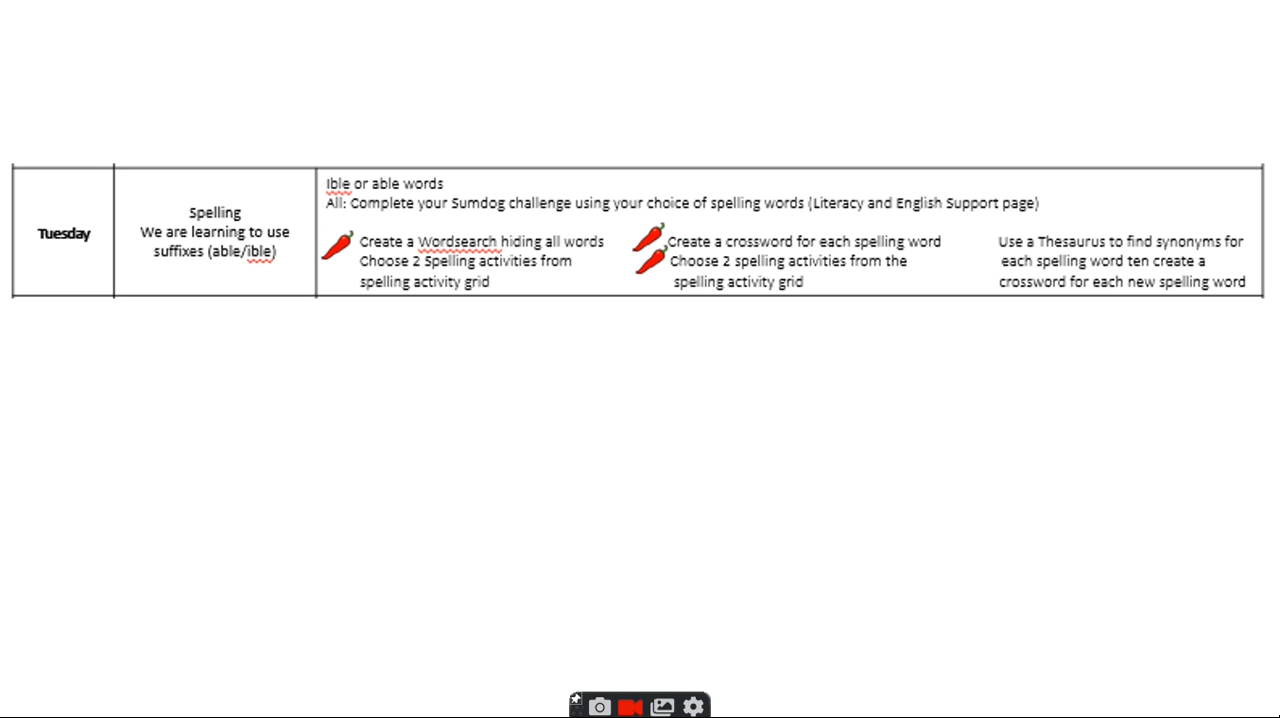 Tuesday
Spelling
We are learning to use
suffixes (able/ible)
Ible or able words
All: Complete your Sumdog challenge using your choice of spelling words (Literacy and English Support page)
Create a Wordsearch hiding all words
Choose 2 Spelling activities from
spelling activity grid
Create a crossword for each spelling word
Choose 2 spelling activities from the
spelling activity grid
Use a Thesaurus to find synonyms for
each spelling word ten create a
crossword for each new spelling word